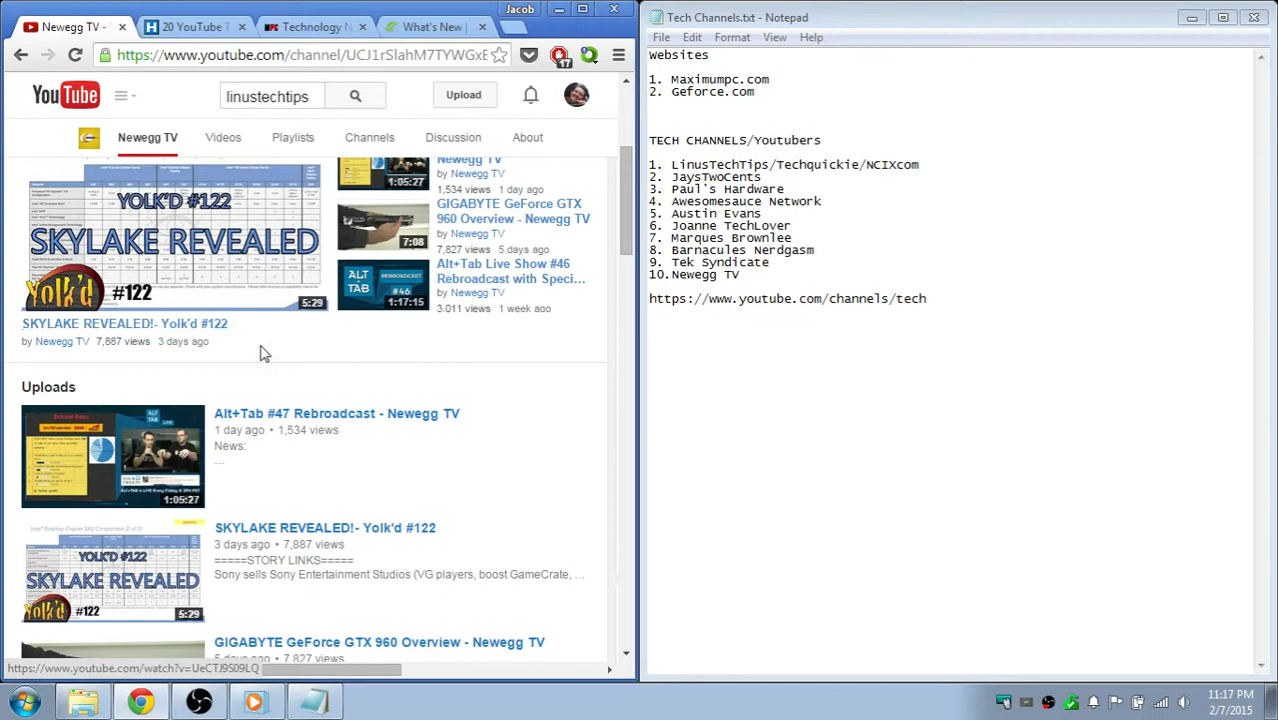 Jacob
Newegg TV -
20 YouTube T
Technology N
What's New |
https://www.youtube.com/channel/UCJ1rSlahM7TYWGxE
17
YouTube
linustechtips
Upload
Newegg TV
Videos
Playlists
Channels
Discussion
About
YOLK'D #122
SKYLAKE REVEALED
Yolk'd
#122
5:29
SKYLAKE REVEALED!- Yolk'd #122
by Newegg TV 7,887 views 3 days ago
1:05:27
Newegg TV
by Newegg TV
1,534 views 1 day ago
7:08
GIGABYTE GeForce GTX
960 Overview - Newegg TV
by Newegg TV
7,827 views 5 days ago
ALT
TAB
1:17:15
Alt+Tab Live Show #46
Rebroadcast with Speci...
by Newegg TV
3,011 views 1 week ago
Uploads
1:05:27
Alt+Tab #47 Rebroadcast - Newegg TV
1 day ago • 1,534 views
News:
...
YOLK'D #122
SKYLAKE REVEALED
Yolk'd
#122
5:29
SKYLAKE REVEALED!- Yolk'd #122
3 days ago • 7,887 views
=====STORY LINKS=====
Sony sells Sony Entertainment Studios (VG players, boost GameCrate, ...
GIGABYTE GeForce GTX 960 Overview - Newegg TV
5 days ago • 7,827 views
https://www.youtube.com/watch?v=UeCTJ9S09LQ
Tech Channels.txt - Notepad
File Edit Format View Help
Websites
1. Maximumpc.com
2. Geforce.com
TECH CHANNELS/Youtubers
1. LinusTechTips/Techquickie/NCIXcom
2. JaysTwoCents
3. Paul's Hardware
4. Awesomesauce Network
5. Austin Evans
6. Joanne TechLover
7. Marques Brownlee
8. Barnacules Nerdgasm
9. Tek Syndicate
10.Newegg TV
https://www.youtube.com/channels/tech
11:17 PM
2/7/2015